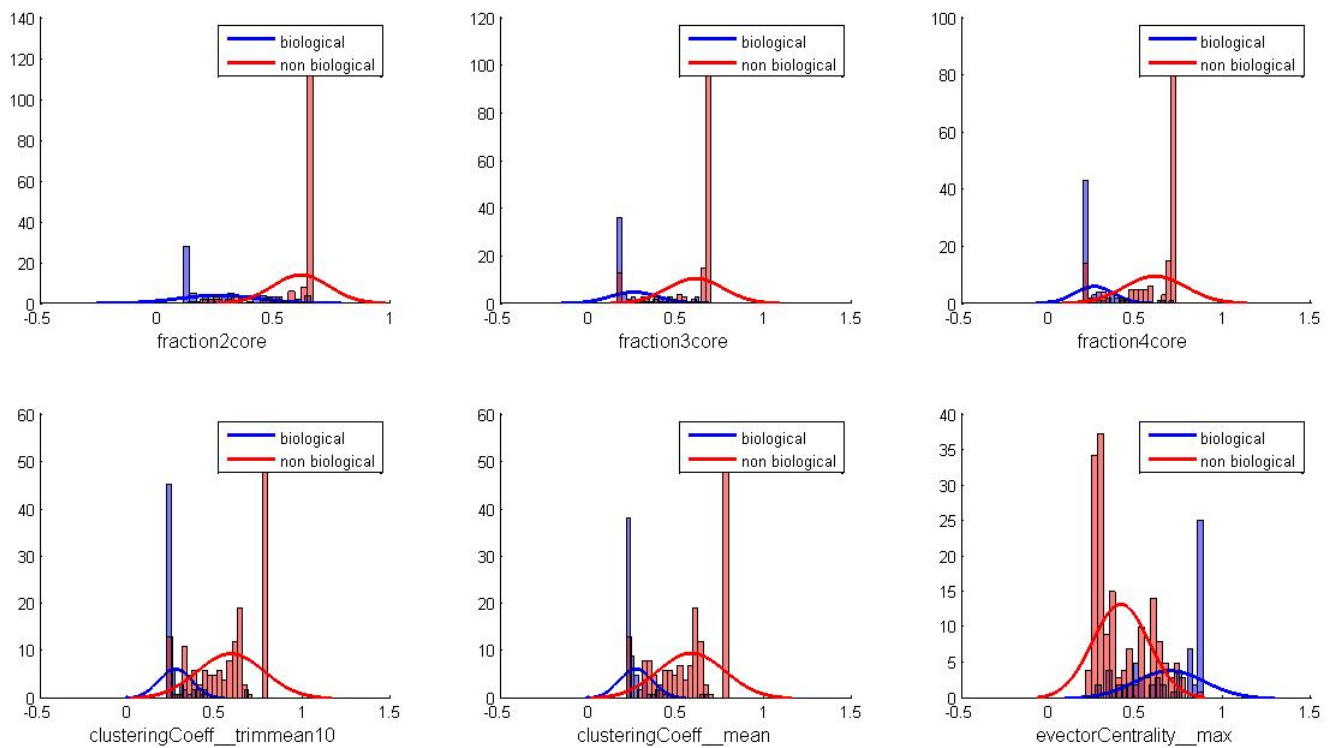 140
120
100
80
60
40
20
0
-0.5 0 0.5 1 1.5
fraction2core
biological
non biological
120
100
80
60
40
20
0
-0.5 0 0.5 1 1.5
fraction3core
biological
non biological
100
80
60
40
20
0
-0.5 0 0.5 1 1.5
fraction4core
biological
non biological
60
50
40
30
20
10
0
-0.5 0 0.5 1 1.5
clusteringCoeff__trimmean10
biological
non biological
60
50
40
30
20
10
0
-0.5 0 0.5 1 1.5
clusteringCoeff__mean
biological
non biological
40
35
30
25
20
15
10
5
0
-0.5 0 0.5 1 1.5
evectorCentrality__max
biological
non biological